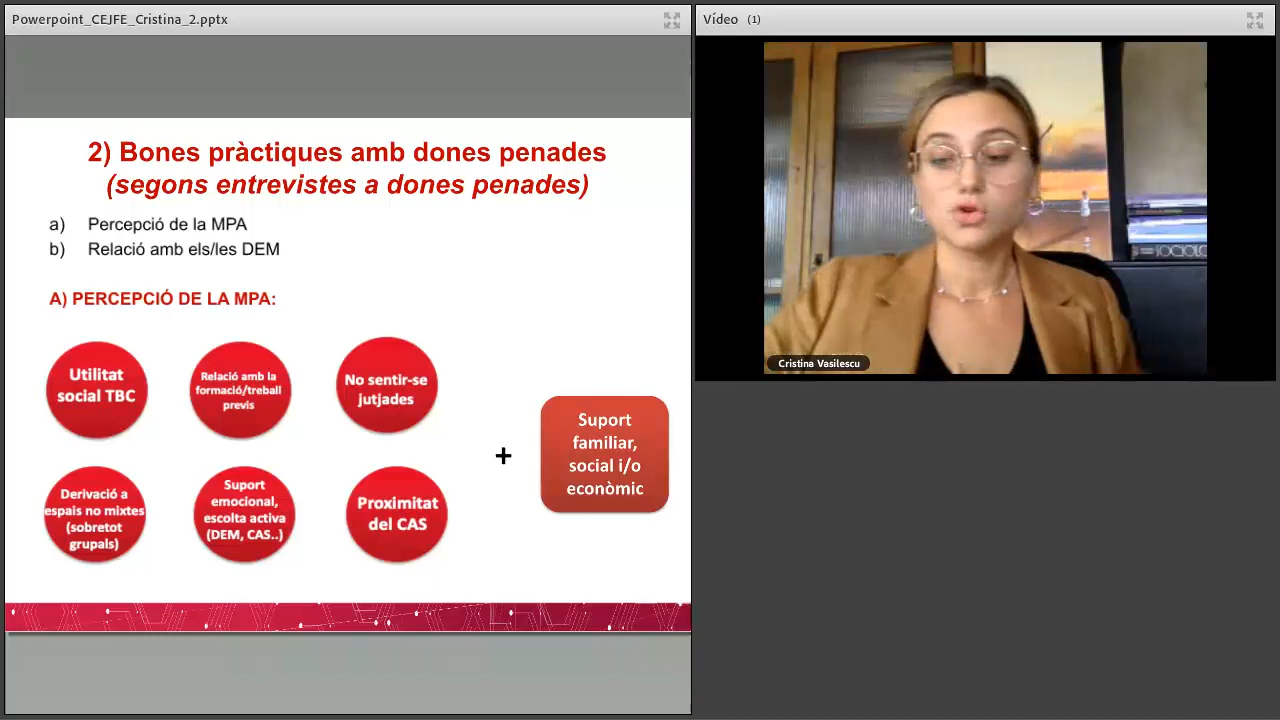 Powerpoint_CEJFE_Cristina_2.pptx
Vídeo (1)
2) Bones pràctiques amb dones penades
(segons entrevistes a dones penades)
a) Percepció de la MPA
b) Relació amb els/les DEM
A) PERCEPCIÓ DE LA MPA:
Utilitat
social TBC
Relació amb la
formació/treball
previs
No sentir-se
jutjades
Derivació a
espais no mixtes
(sobretot
grupals)
Suport
emocional,
escolta activa
(DEM, CAS..)
Proximitat
del CAS
+
Suport
familiar,
social i/o
econòmic
Cristina Vasilescu